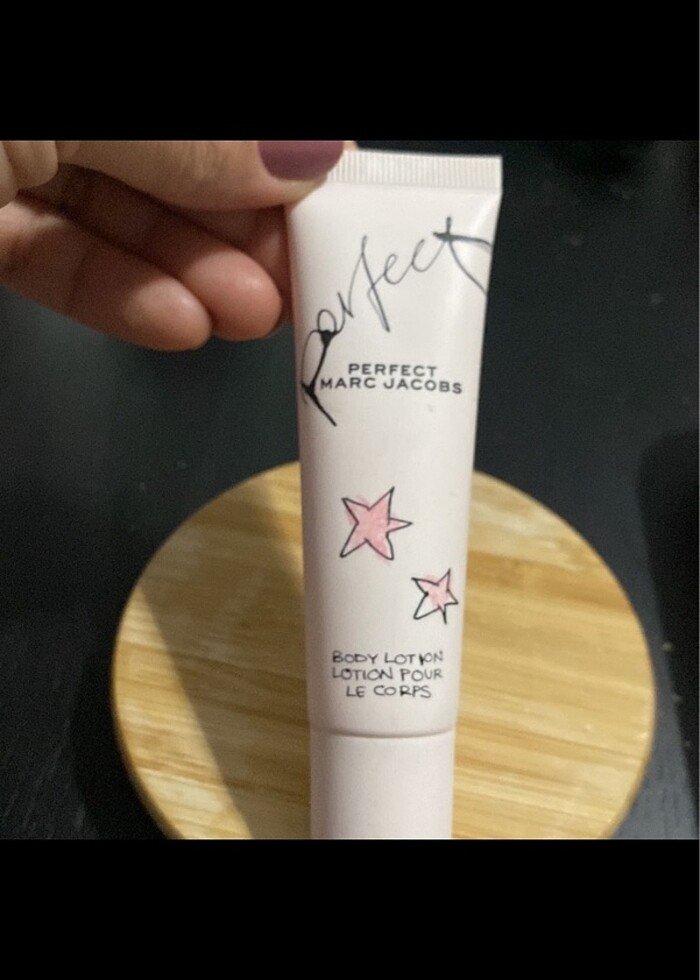 Perfect
PERFECT
MARC JACOBS
BODY LOTION
LOTION POUR
LE CORPS